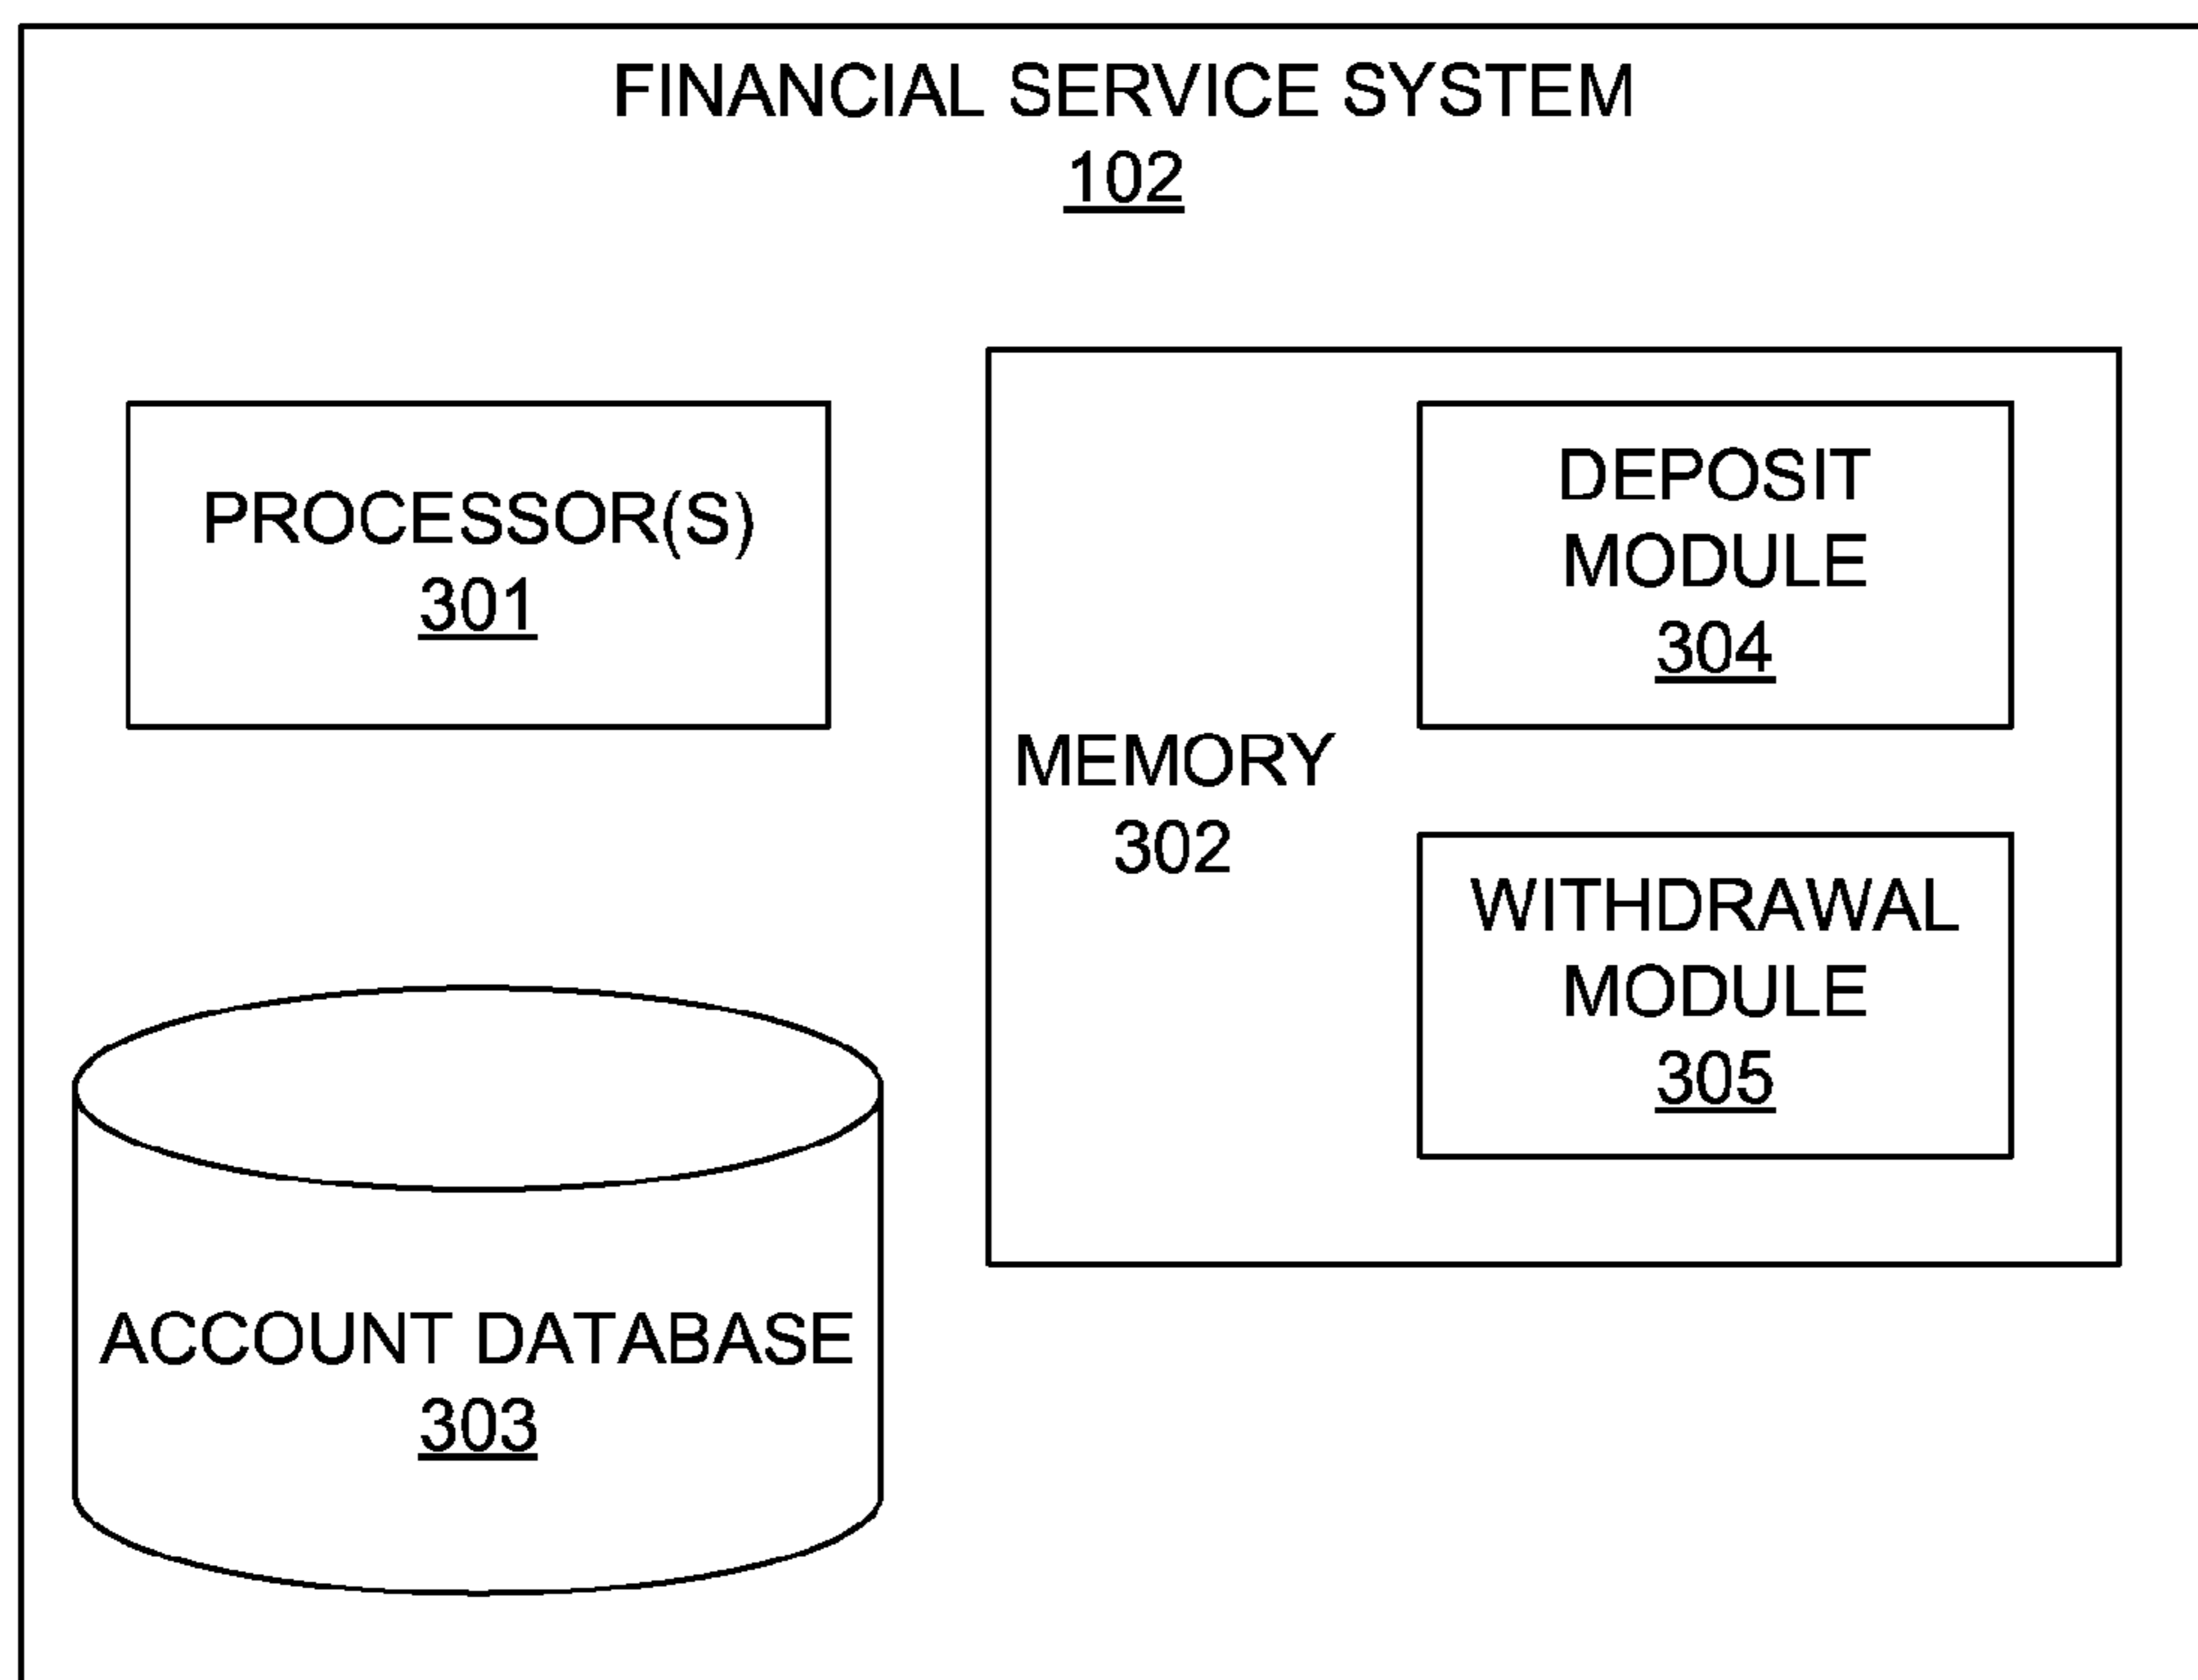 FINANCIAL SERVICE SYSTEM
102
PROCESSOR(S)
301
MEMORY
302
DEPOSIT
MODULE
304
WITHDRAWAL
MODULE
305
ACCOUNT DATABASE
303